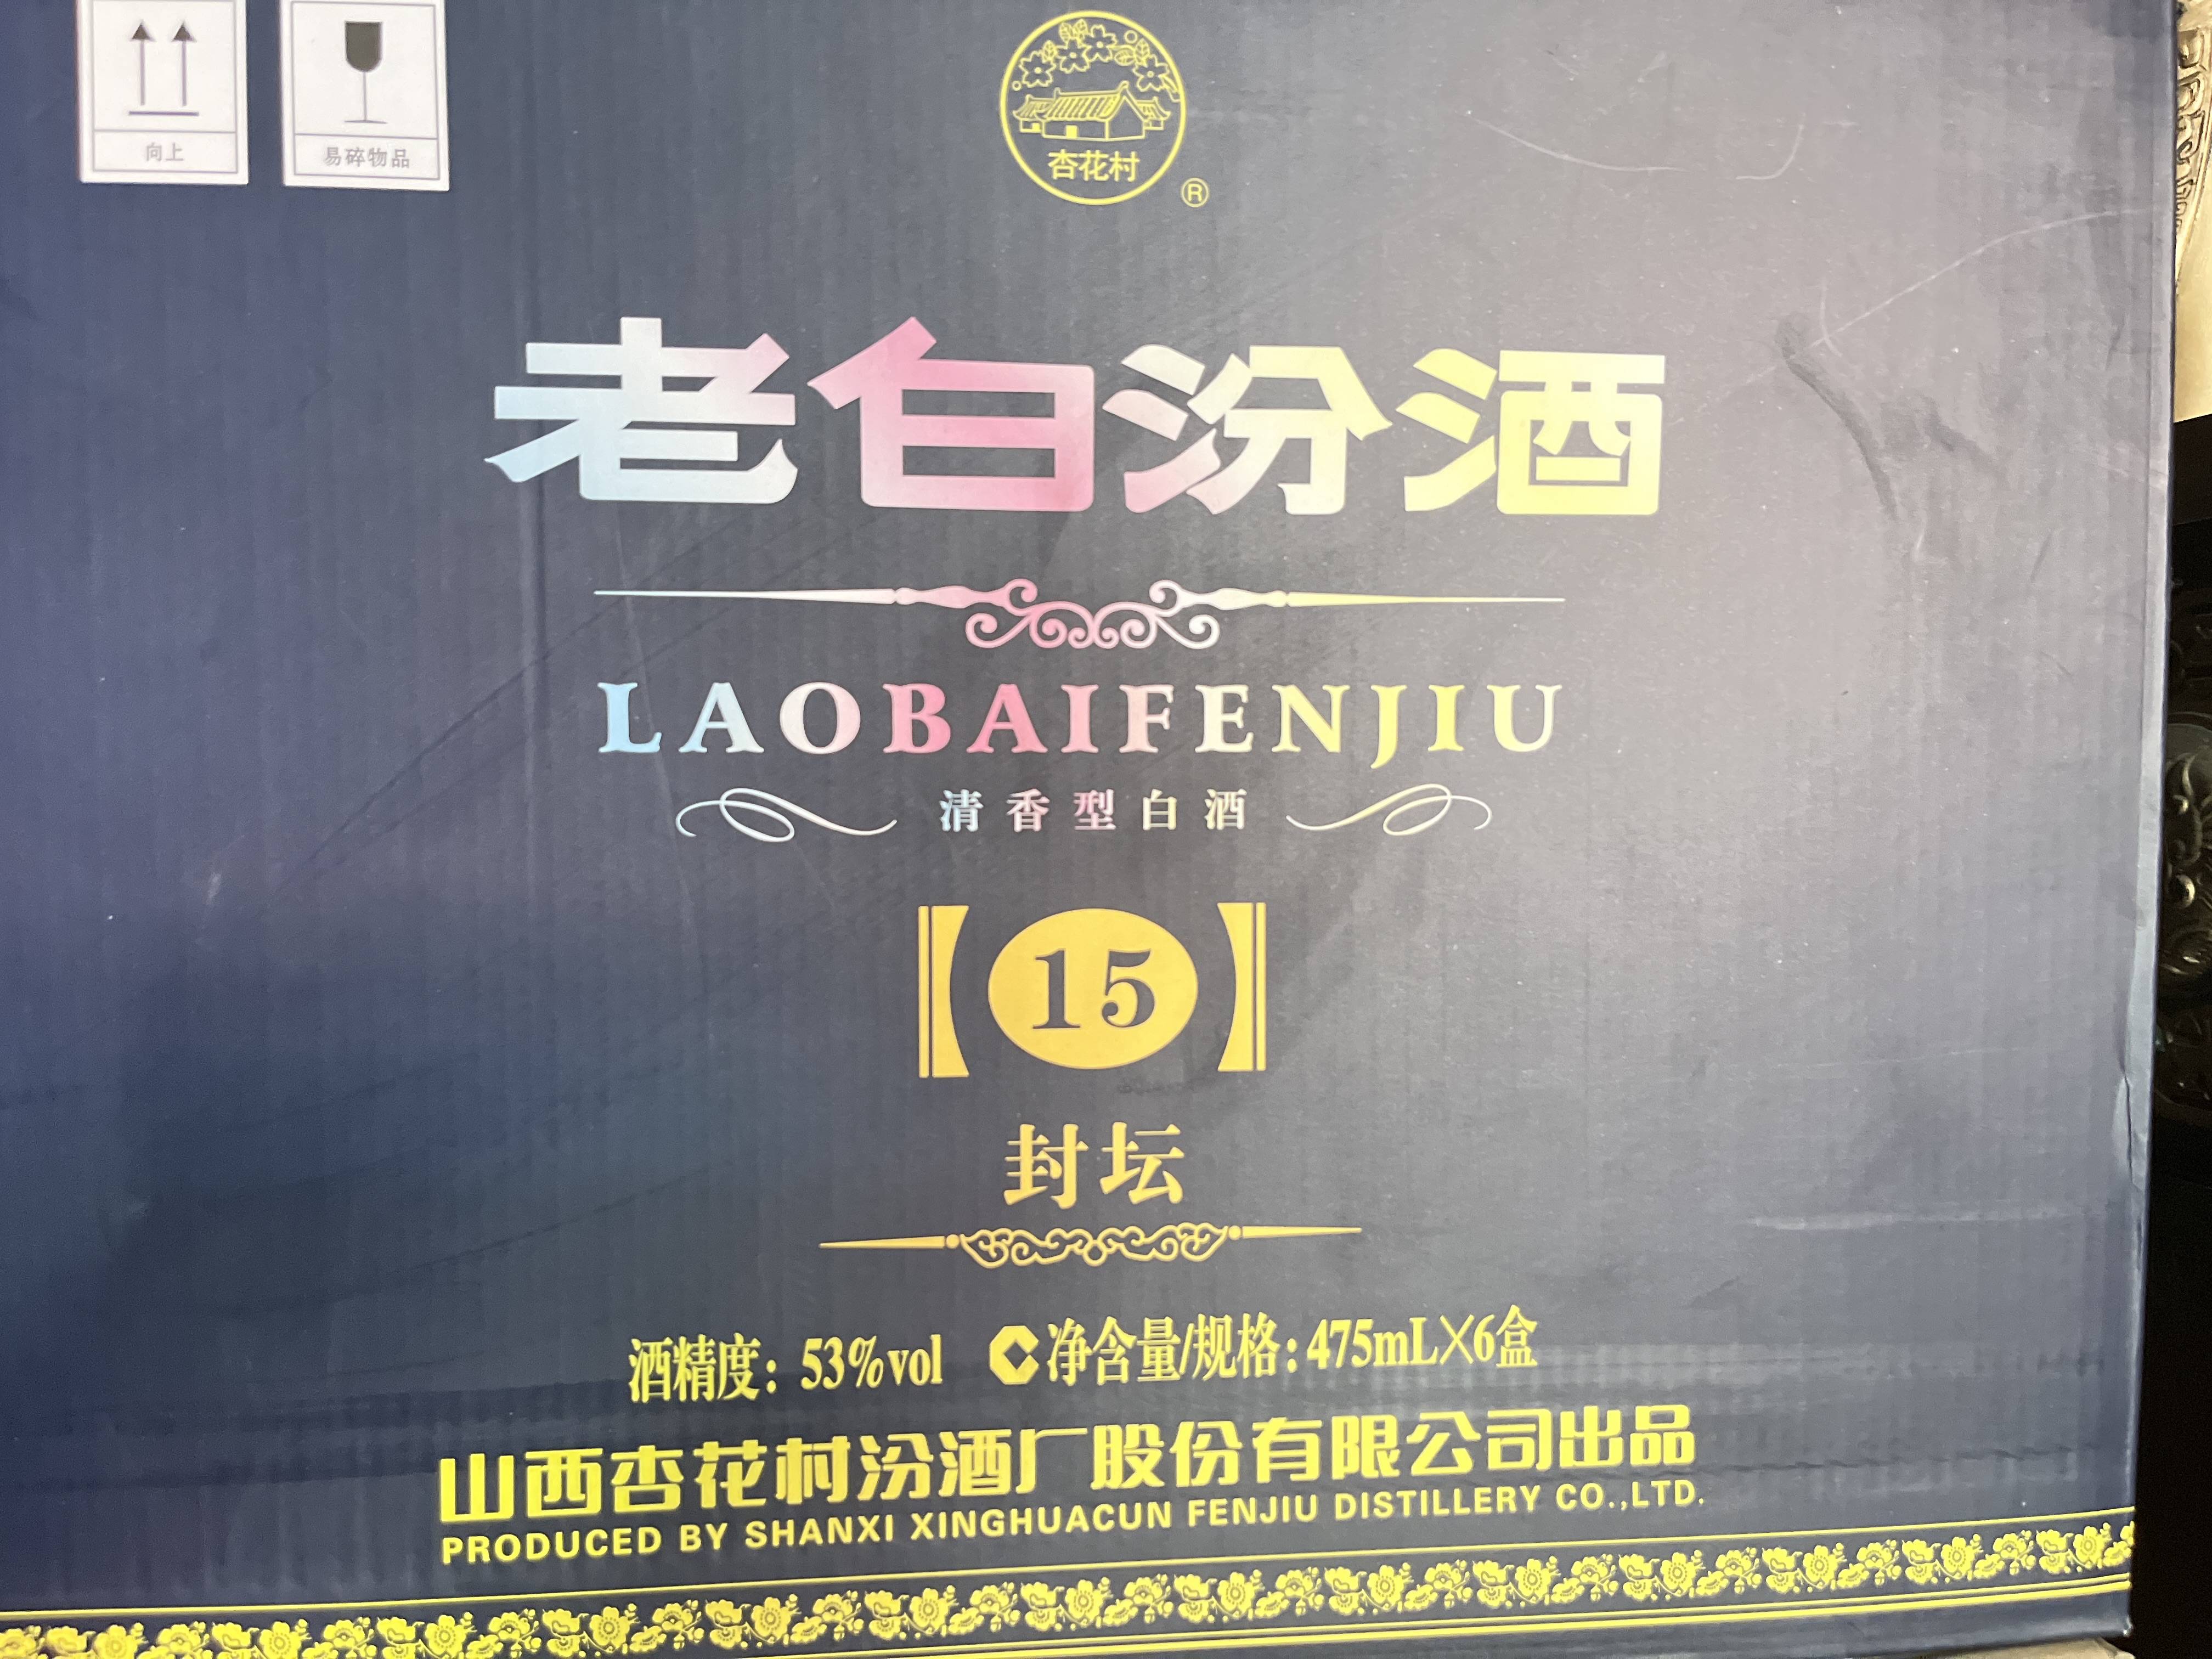 向上
易碎物品
杏花村
®
老白汾酒
LAOBAIFENJIU
清香型白酒
15
封坛
酒精度：53%vol C净含量/规格:475mL×6盒
山西杏花村汾酒厂股份有限公司出品
PRODUCED BY SHANXI XINGHUACUN FENJIU DISTILLERY CO.,LTD.